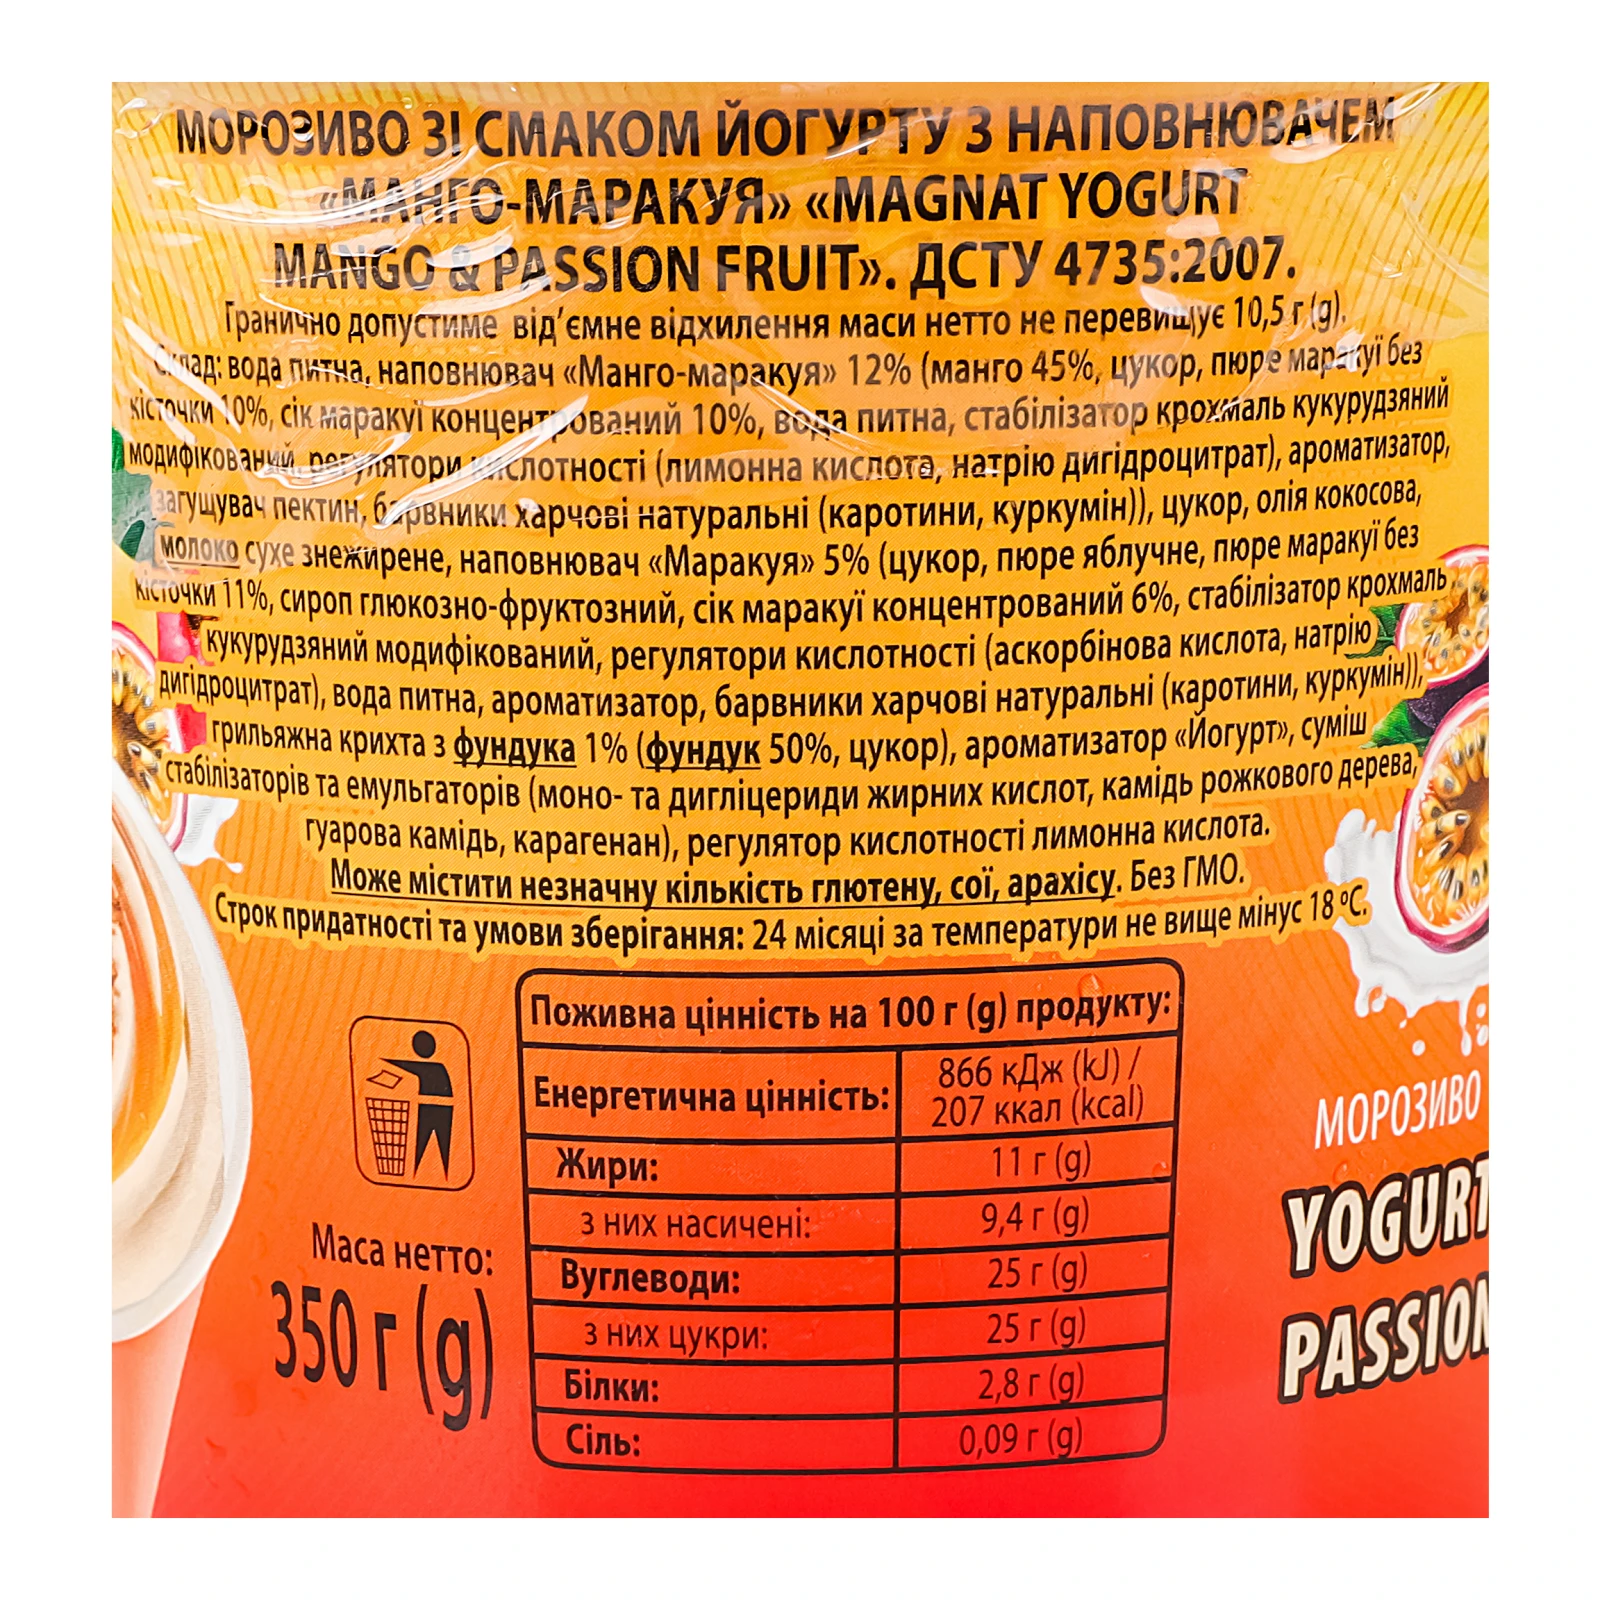 МОРОЗИВО ЗІ СМАКОМ ЙОГУРТУ З НАПОВНЮВАЧЕМ
«МАНГО-МАРАКУЯ» «MAGNAT YOGURT
MANGO & PASSION FRUIT». ДСТУ 4735:2007.
Гранично допустиме від'ємне відхилення маси нетто не перевищує 10,5 г (g).
Склад: вода питна, наповнювач «Манго-маракуя» 12% (манго 45%, цукор, пюре маракуї без
кісточки 10%, сік маракуї концентрований 10%, вода питна, стабілізатор крохмаль кукурудзяний
модифікований, регулятори кислотності (лимонна кислота, натрію дигідроцитрат), ароматизатор,
загущувач пектин, барвники харчові натуральні (каротини, куркумін)), цукор, олія кокосова,
молоко сухе знежирене, наповнювач «Маракуя» 5% (цукор, пюре яблучне, пюре маракуї без
кісточки 11%, сироп глюкозно-фруктозний, сік маракуї концентрований 6%, стабілізатор крохмаль
кукурудзяний модифікований, регулятори кислотності (аскорбінова кислота, натрію
дигідроцитрат), вода питна, ароматизатор, барвники харчові натуральні (каротини, куркумін)),
грильяжна крихта з фундука 1% (фундук 50%, цукор), ароматизатор «Йогурт», суміш
стабілізаторів та емульгаторів (моно- та дигліцериди жирних кислот, камідь рожкового дерева,
гуарова камідь, карагенан), регулятор кислотності лимонна кислота.
Може містити незначну кількість глютену, сої, арахісу. Без ГМО.
Строк придатності та умови зберігання: 24 місяці за температури не вище мінус 18 ºС.
Поживна цінність на 100 г (g) продукту:
Енергетична цінність: 866 кДж (kJ) /
207 ккал (kcal)
Жири: 11 г (g)
з них насичені: 9,4 г (g)
Вуглеводи: 25 г (g)
з них цукри: 25 г (g)
Білки: 2,8 г (g)
Сіль: 0,09 г (g)
Маса нетто:
350 г (g)
МОРОЗИВО
YOGURT
PASSION